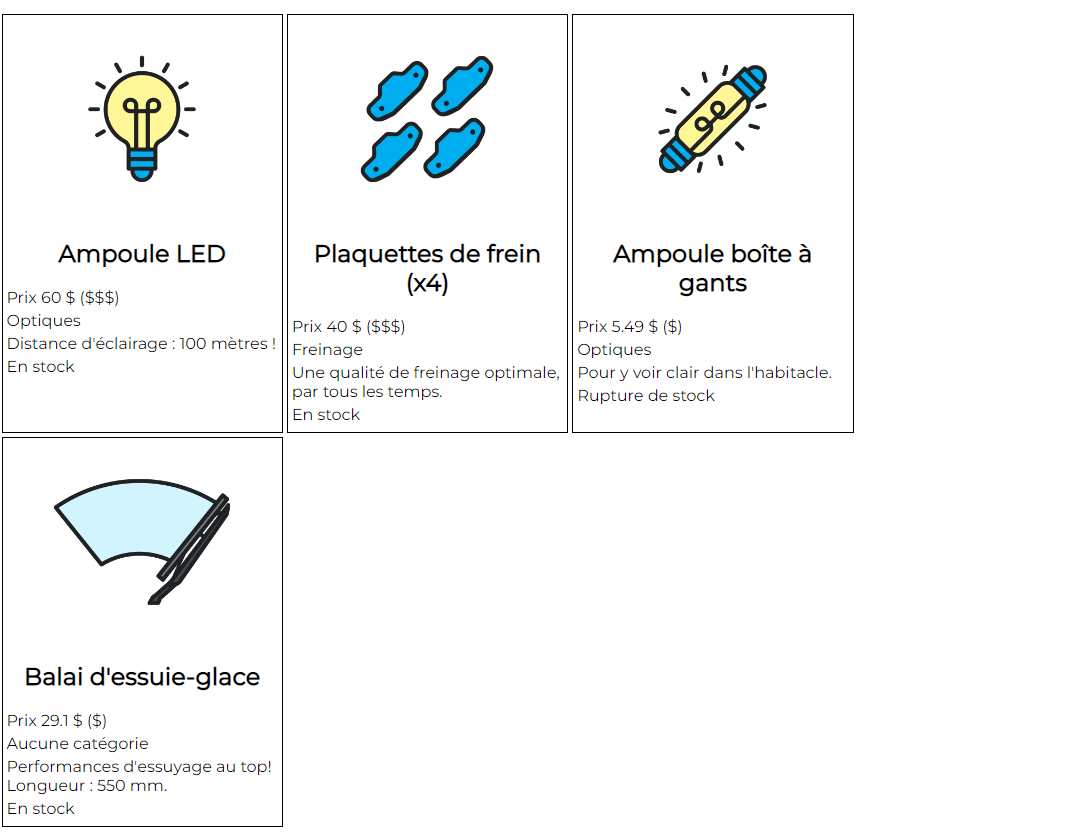 Ampoule LED
Prix 60 $ ($$$)
Optiques
Distance d'éclairage : 100 mètres !
En stock
Plaquettes de frein
(x4)
Prix 40 $ ($$$)
Freinage
Une qualité de freinage optimale,
par tous les temps.
En stock
Ampoule boîte à
gants
Prix 5.49 $ ($)
Optiques
Pour y voir clair dans l'habitacle.
Rupture de stock
Balai d'essuie-glace
Prix 29.1 $ ($)
Aucune catégorie
Performances d'essuyage au top!
Longueur : 550 mm.
En stock